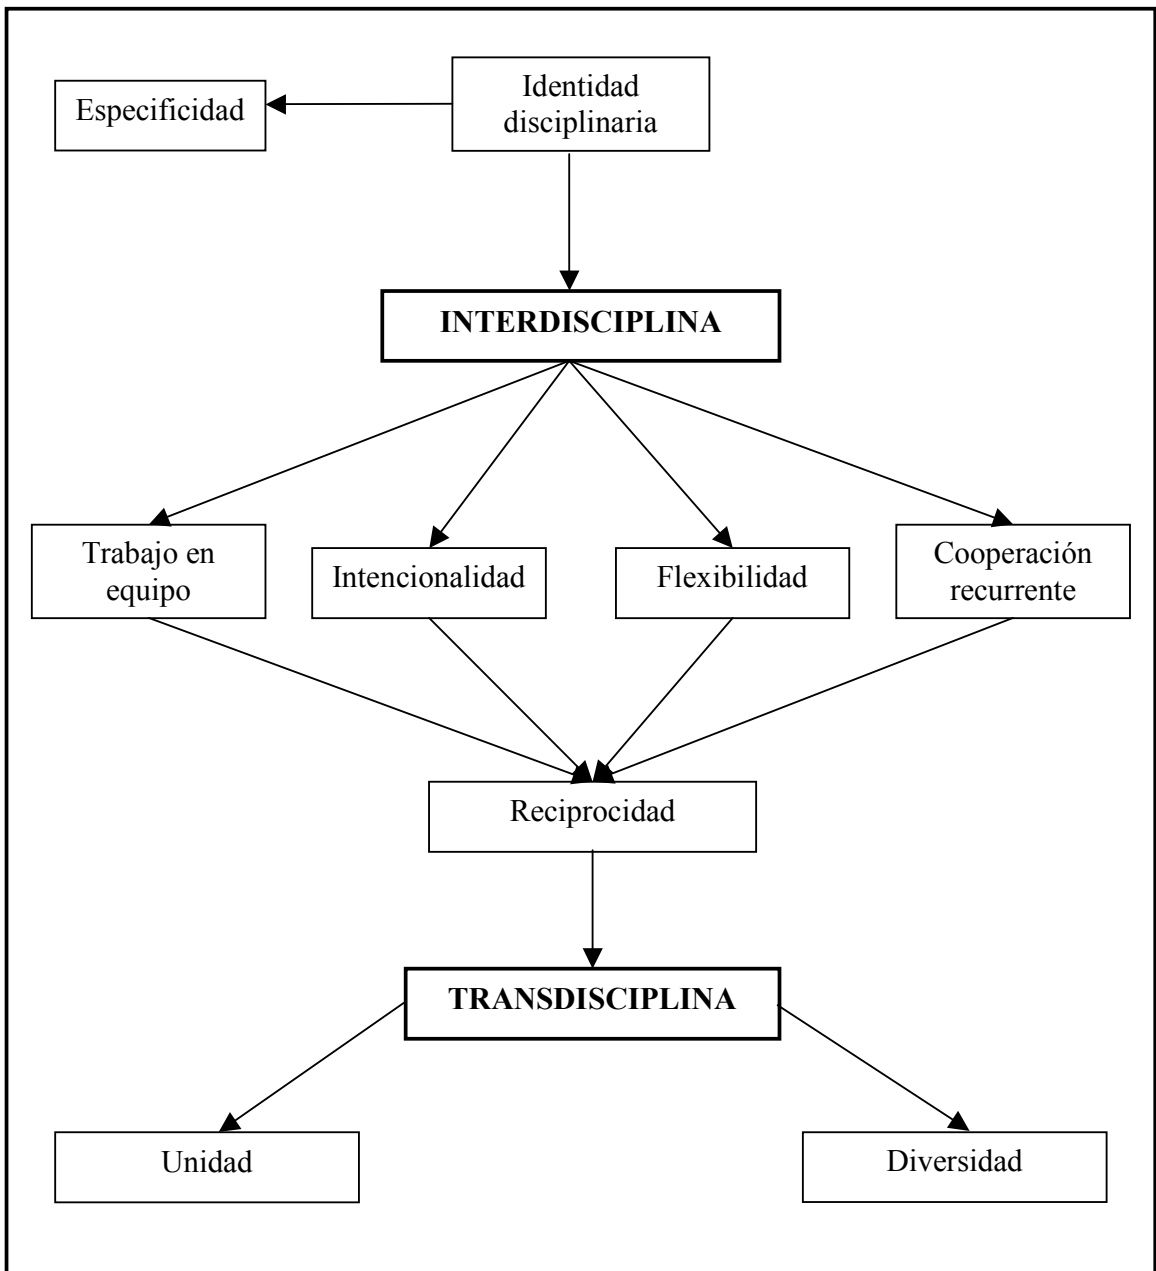 Especificidad
Identidad
disciplinaria
INTERDISCIPLINA
Trabajo en
equipo
Intencionalidad
Flexibilidad
Cooperación
recurrente
Reciprocidad
TRANSDISCIPLINA
Unidad
Diversidad